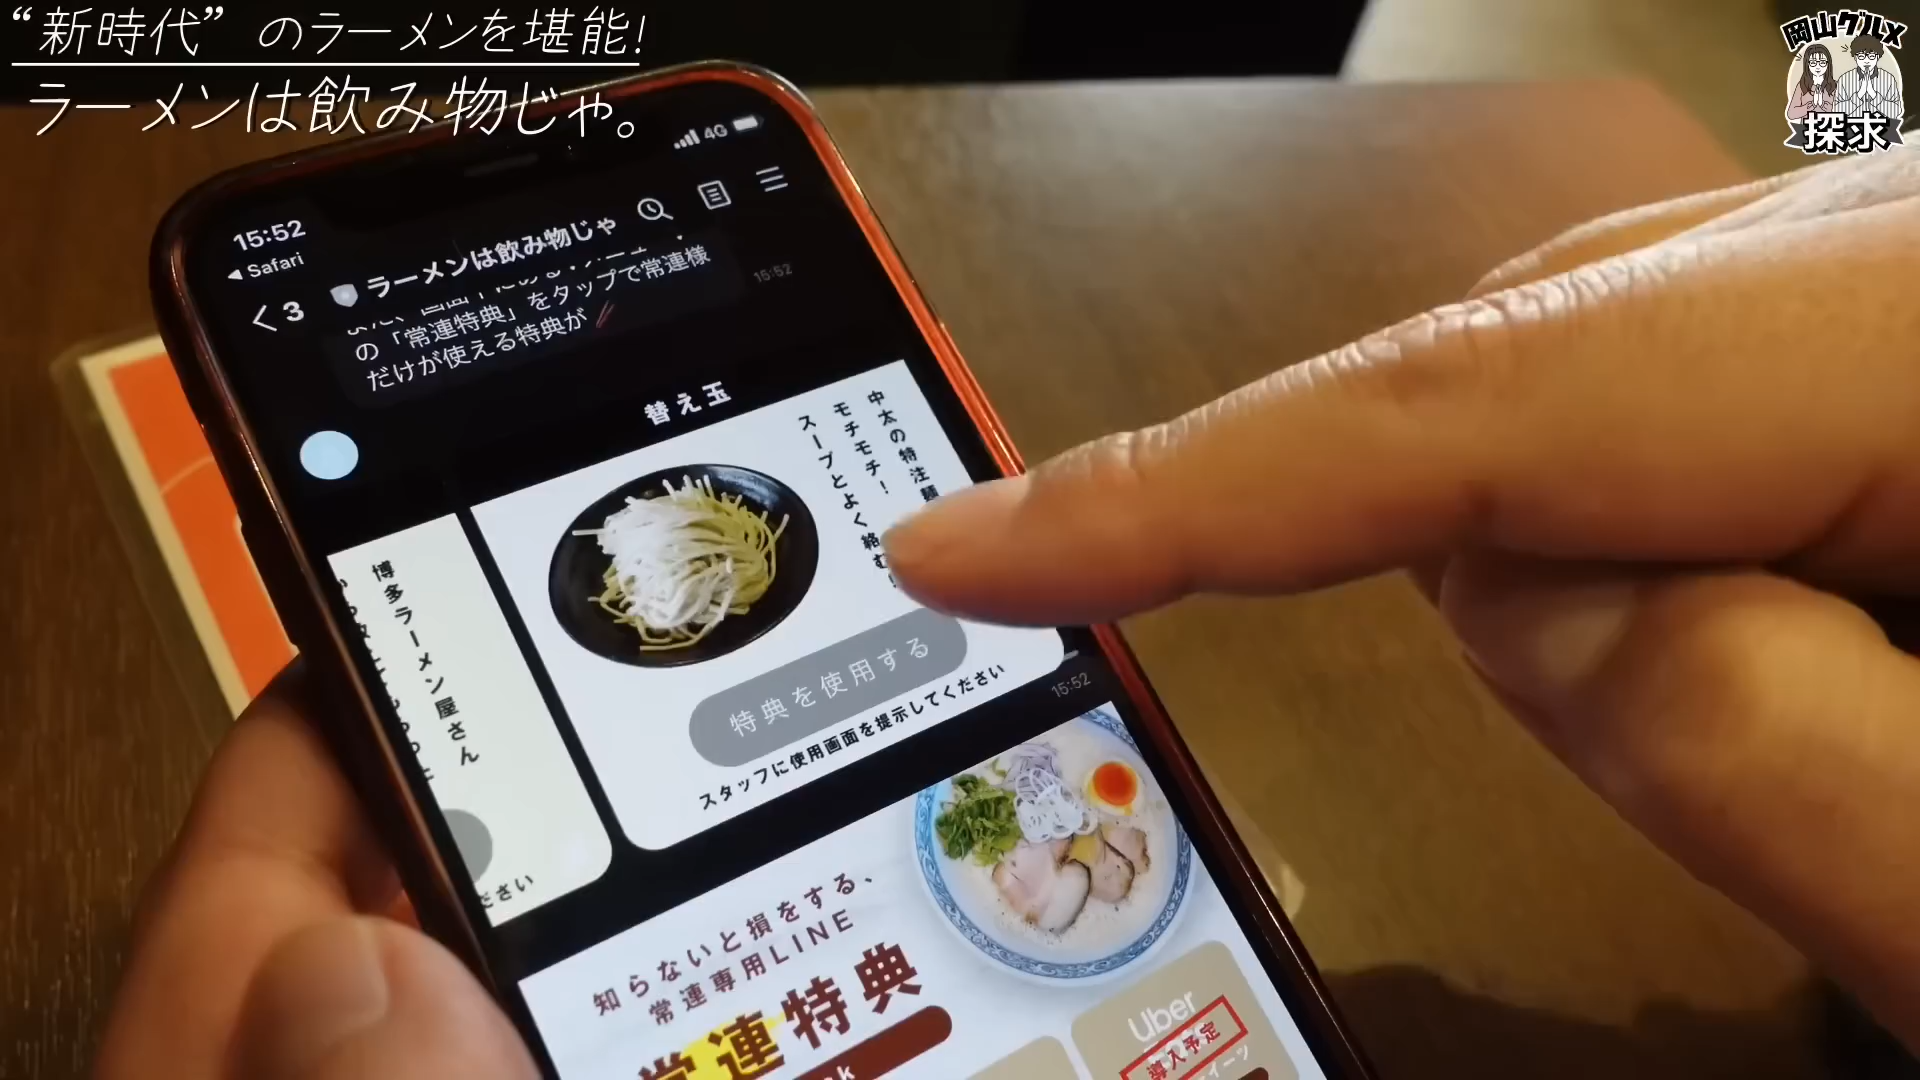 “新時代”のラーメンを堪能!
ラーメンは飲み物じゃ。
岡山グルメ
探求
4G
15:52
Safari
3
ラーメンは飲み物じゃ
の「常連特典」をタップで常連様
だけが使える特典が
15:52
替え玉
中太の特注麺
モチモチ!
スープとよく絡む!
特典を使用する
スタッフに使用画面を提示してください
15:52
博多ラーメン屋さん
ださい
知らないと損をする、
常連専用LINE
常連特典
Uber
導入予定